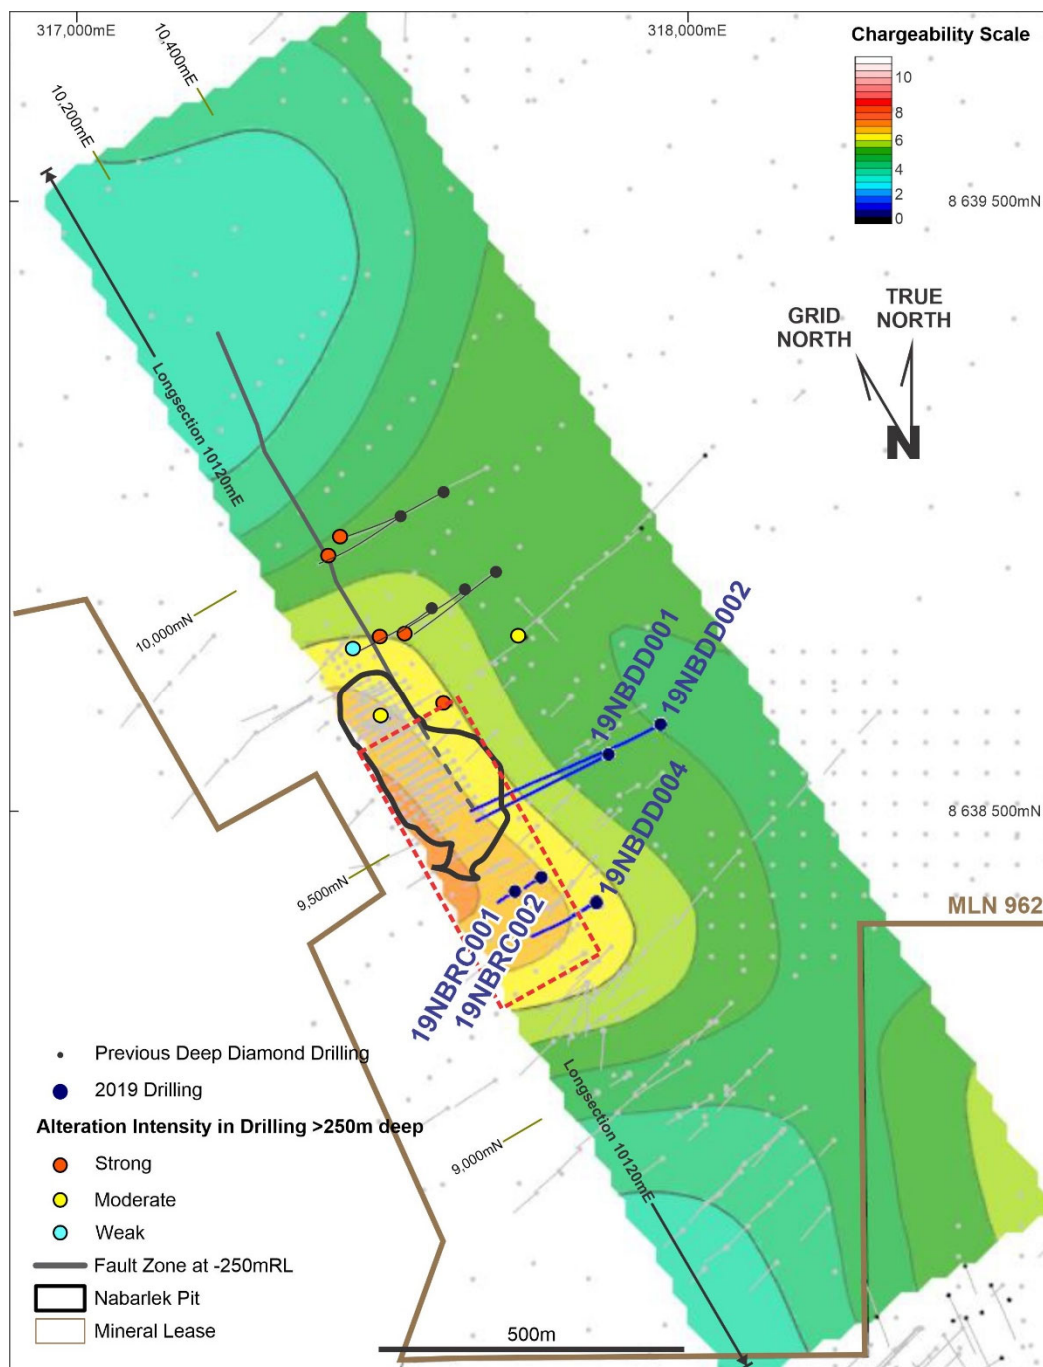 317,000mE
318,000mE
Chargeability Scale
10
8
6
4
2
0
10,400mE
10,200mE
8 639 500mN
GRID
NORTH
TRUE
NORTH
N
Longsection 10120mE
10,000mN
19NBDD001
19NBDD002
19NBDD004
8 638 500mN
9,500mN
19NBRC001
19NBRC002
MLN 962
Previous Deep Diamond Drilling
2019 Drilling
Alteration Intensity in Drilling >250m deep
Strong
Moderate
Weak
Fault Zone at -250mRL
Nabarlek Pit
Mineral Lease
Longsection 10120mE
9,000mN
500m